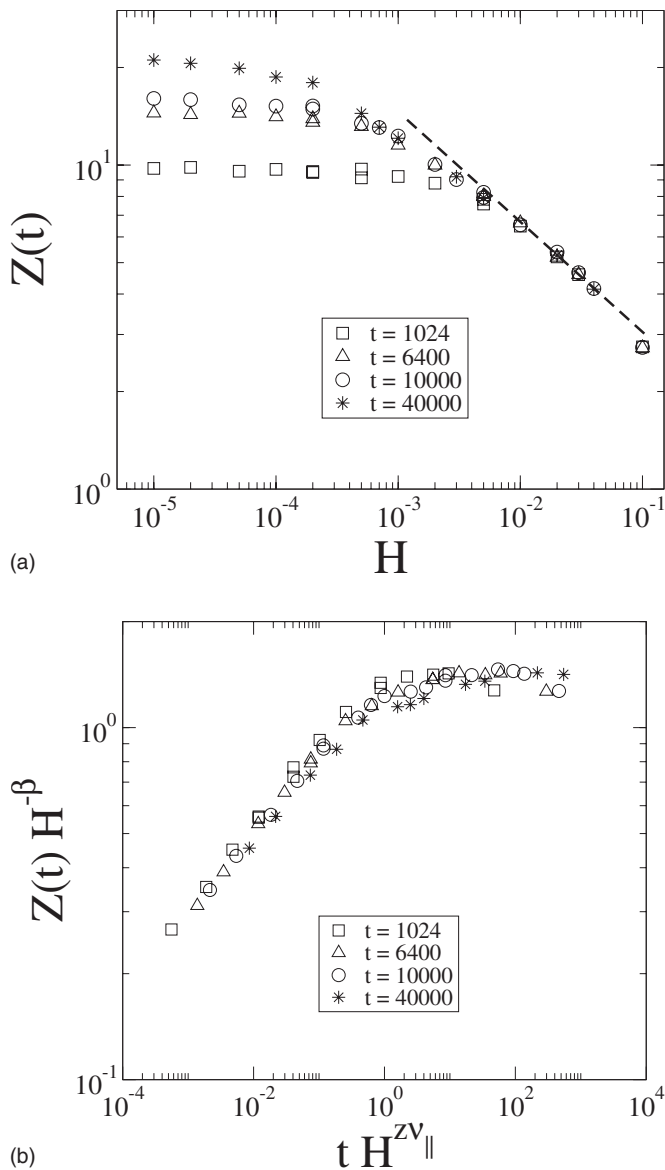 Z(t)
10^1
10^0
t = 1024
t = 6400
t = 10000
t = 40000
10^-5 10^-4 10^-3 10^-2 10^-1
(a)
H
Z(t) H^-β
10^0
10^-1
t = 1024
t = 6400
t = 10000
t = 40000
10^-4 10^-2 10^0 10^2 10^4
(b)
t H^zν_||